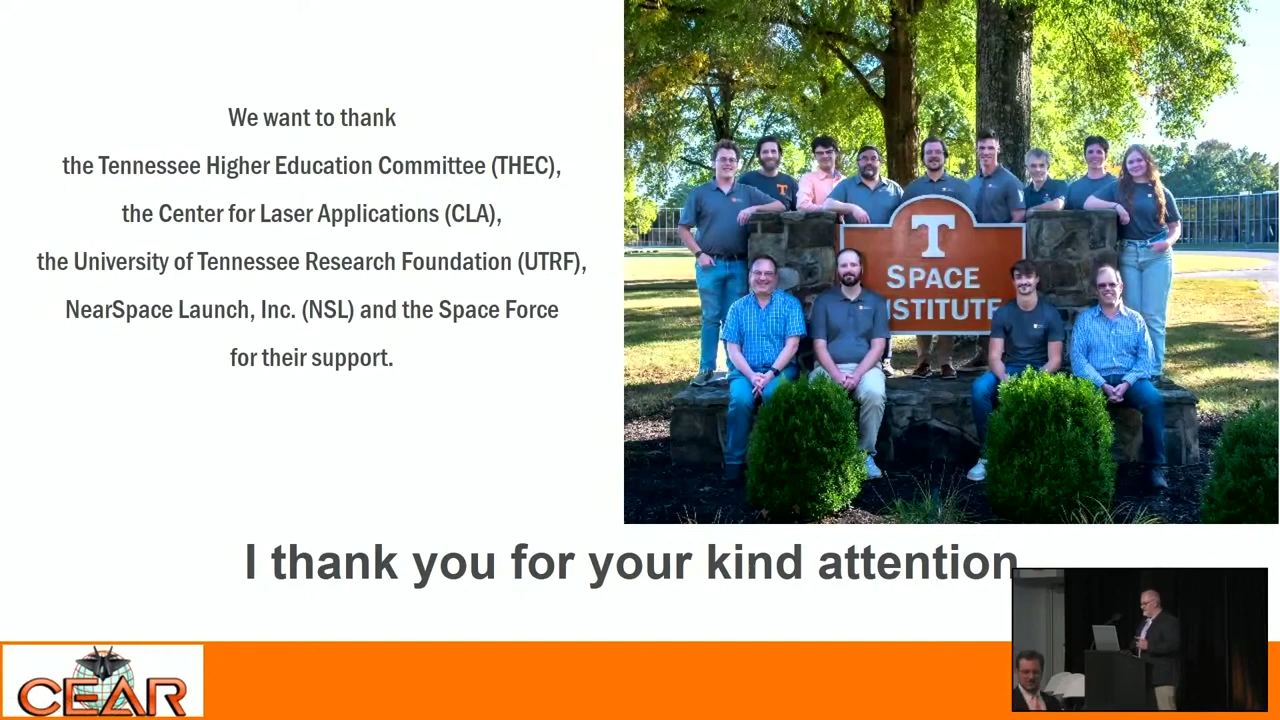 We want to thank
the Tennessee Higher Education Committee (THEC),
the Center for Laser Applications (CLA),
the University of Tennessee Research Foundation (UTRF),
NearSpace Launch, Inc. (NSL) and the Space Force
for their support.
T
T
SPACE
INSTITUTE
I thank you for your kind attention
CEAR